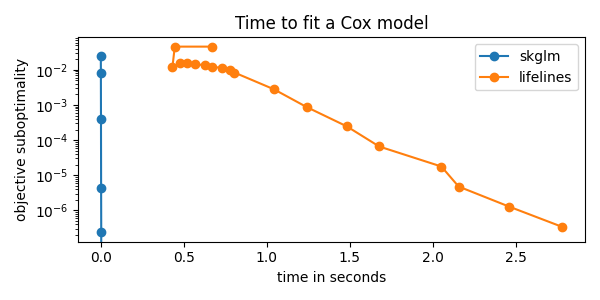 Time to fit a Cox model
objective suboptimality
10⁻²
10⁻³
10⁻⁴
10⁻⁵
10⁻⁶
skglm
lifelines
0.0 0.5 1.0 1.5 2.0 2.5
time in seconds